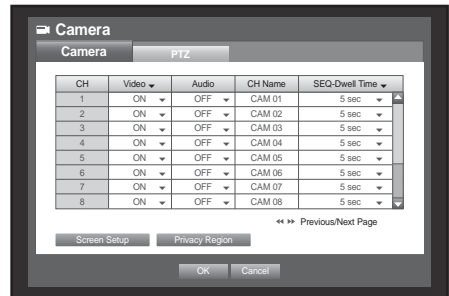 Camera
Camera PTZ
CH Video Audio CH Name SEQ-Dwell Time
1 ON OFF CAM 01 5 sec
2 ON OFF CAM 02 5 sec
3 ON OFF CAM 03 5 sec
4 ON OFF CAM 04 5 sec
5 ON OFF CAM 05 5 sec
6 ON OFF CAM 06 5 sec
7 ON OFF CAM 07 5 sec
8 ON OFF CAM 08 5 sec
Previous/Next Page
Screen Setup Privacy Region
OK Cancel